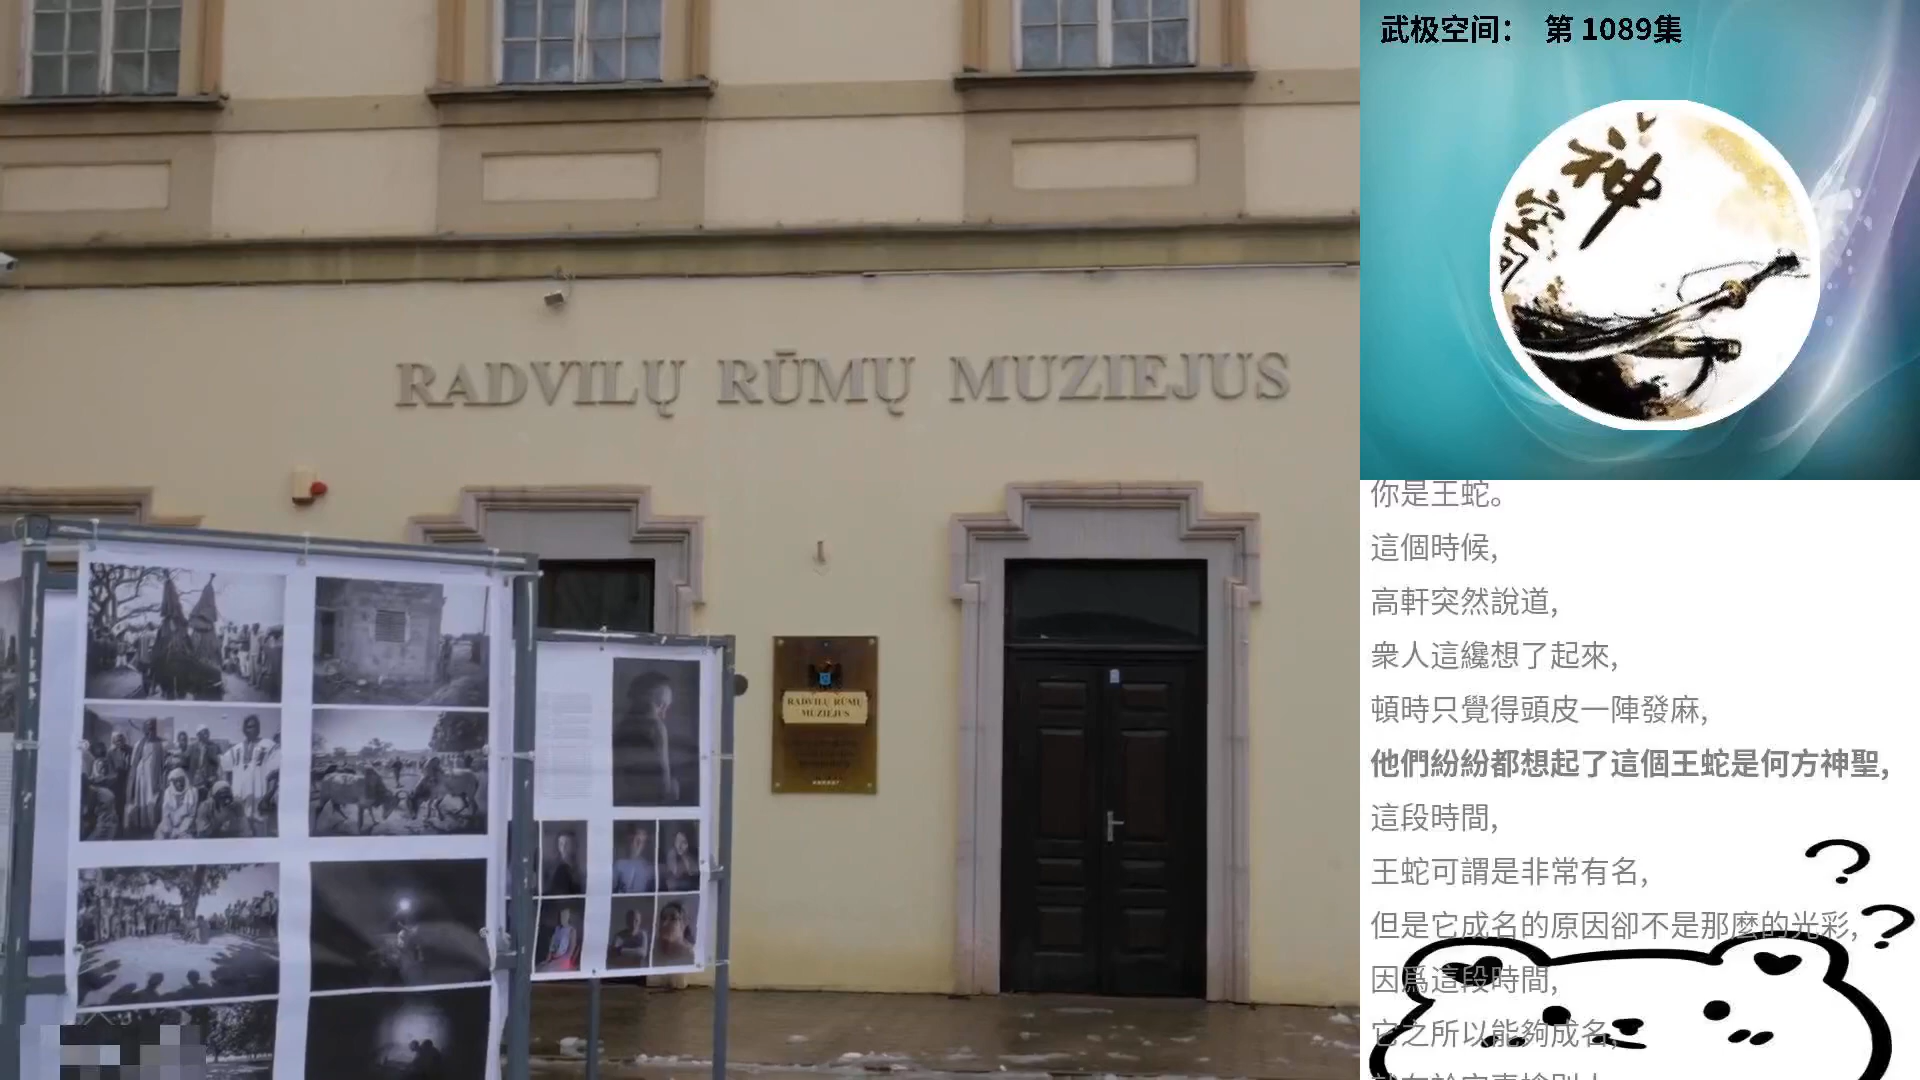 RADVILŲ RŪMŲ MUZIEJUS
RADVILŲ RŪMŲ
MUZIEJUS
武极空间： 第 1089集
神
你是王蛇。
這個時候,
高軒突然說道,
衆人這纔想了起來,
頓時只覺得頭皮一陣發麻,
他們紛紛都想起了這個王蛇是何方神聖,
這段時間,
王蛇可謂是非常有名,
但是它成名的原因卻不是那麼的光彩,
因爲這段時間,
它之所以能夠成名,
? ?